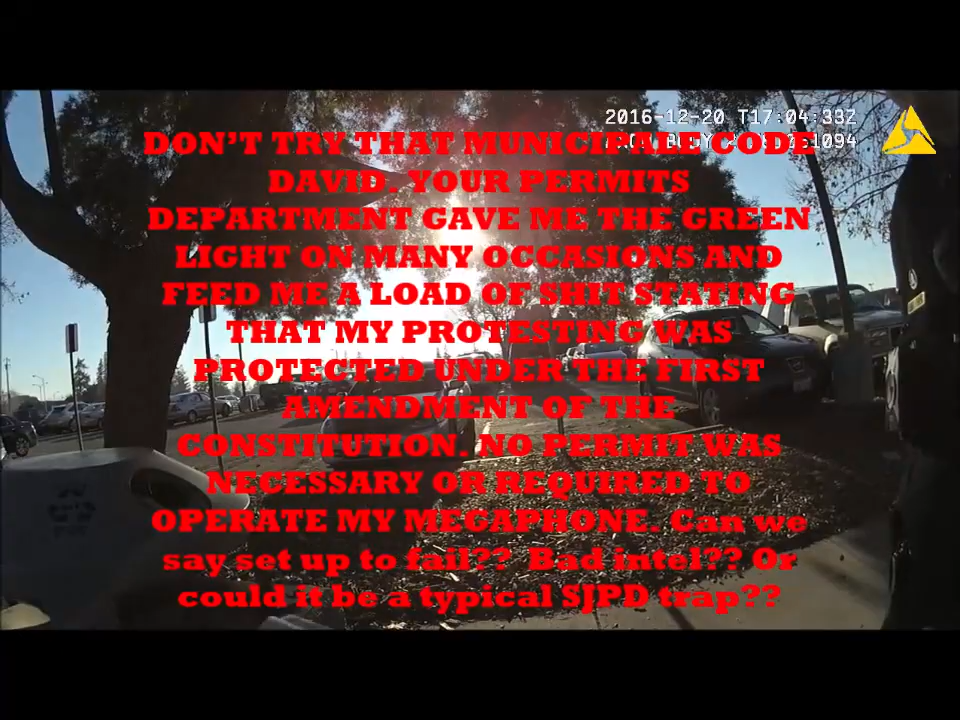 2016-12-20 T17:04:33Z
DON'T TRY THAT MUNICIPALE CODE
DAVID. YOUR PERMITS
DEPARTMENT GAVE ME THE GREEN
LIGHT ON MANY OCCASIONS AND
FEED ME A LOAD OF SHIT STATING
THAT MY PROTESTING WAS
PROTECTED UNDER THE FIRST
AMENDMENT OF THE
CONSTITUTION. NO PERMIT WAS
NECESSARY OR REQUIRED TO
OPERATE MY MEGAPHONE. Can we
say set up to fail?? Bad intel?? Or
could it be a typical SJPD trap??